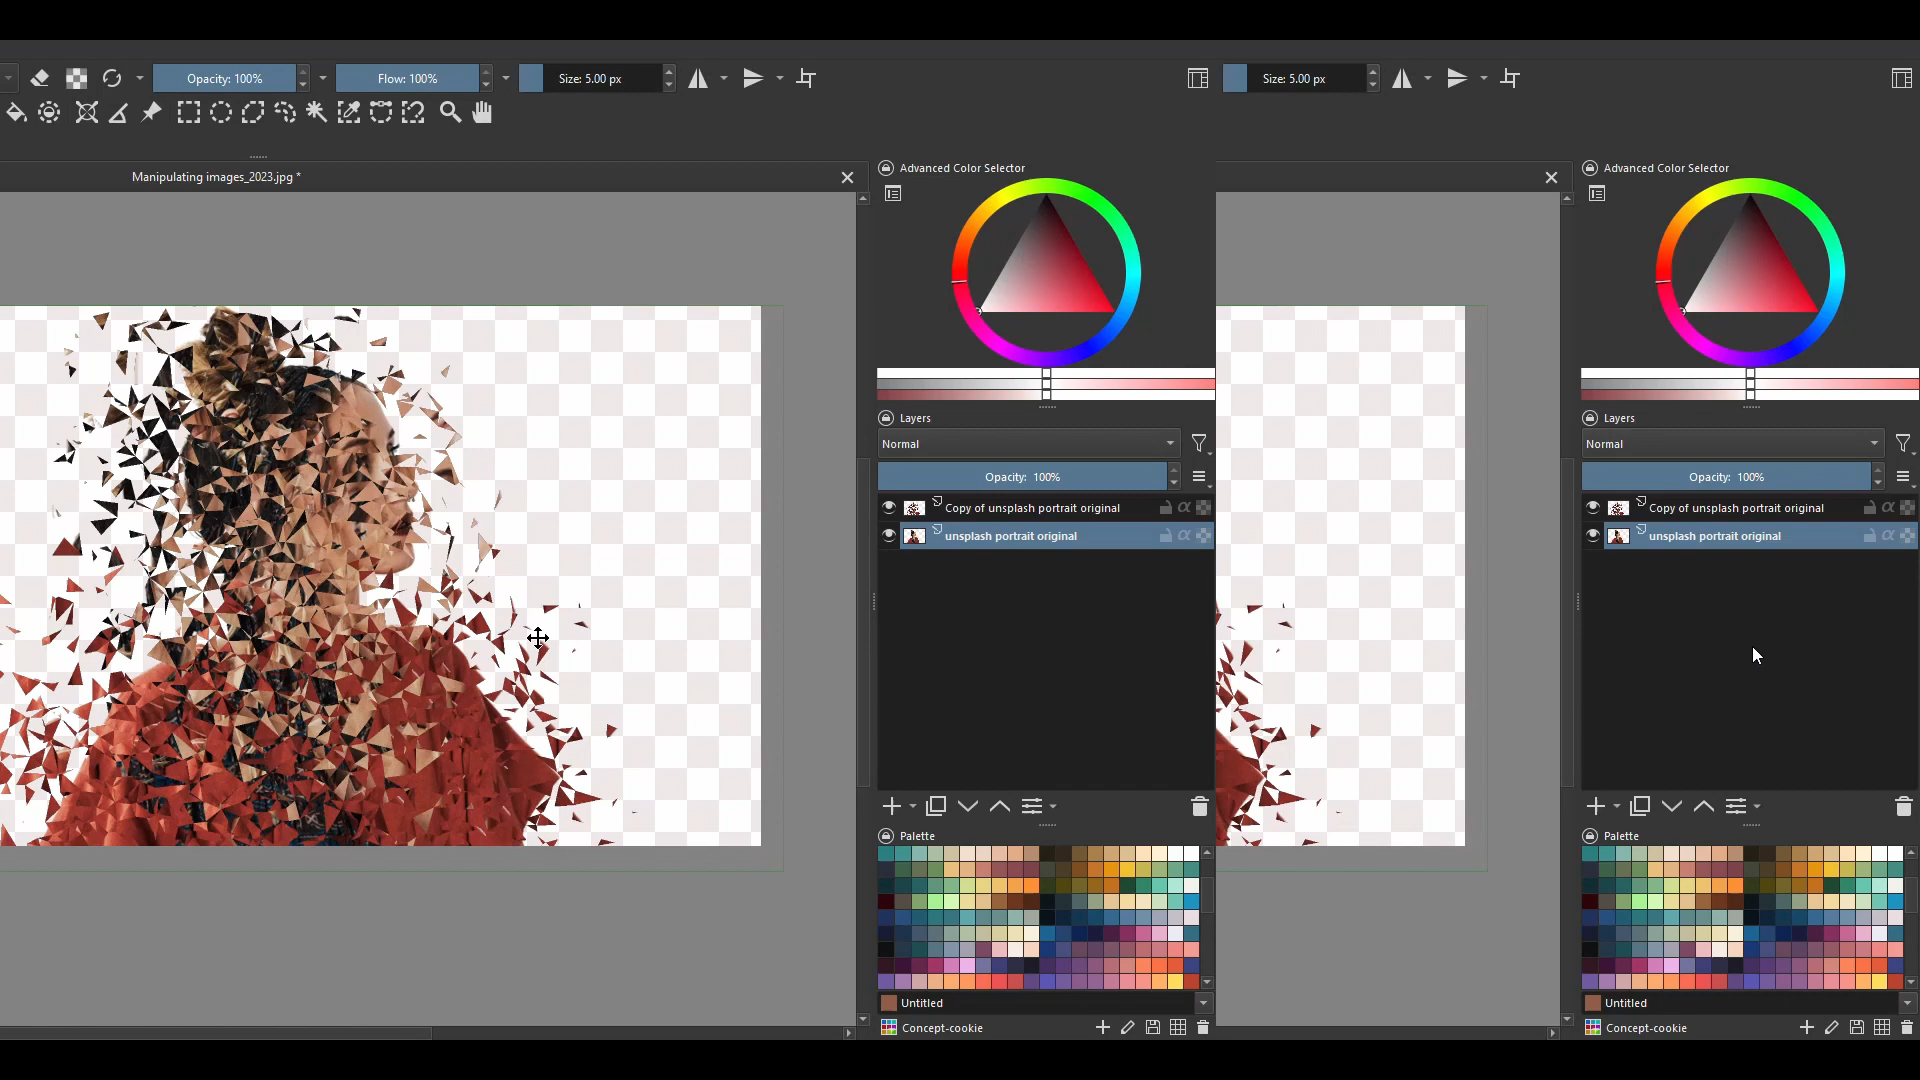 Opacity: 100%
Flow: 100%
Size: 5.00 px
Size: 5.00 px
Manipulating images_2023.jpg *
Advanced Color Selector
Layers
Normal
Opacity: 100%
Copy of unsplash portrait original
unsplash portrait original
Palette
Untitled
Concept-cookie
Advanced Color Selector
Layers
Normal
Opacity: 100%
Copy of unsplash portrait original
unsplash portrait original
Palette
Untitled
Concept-cookie